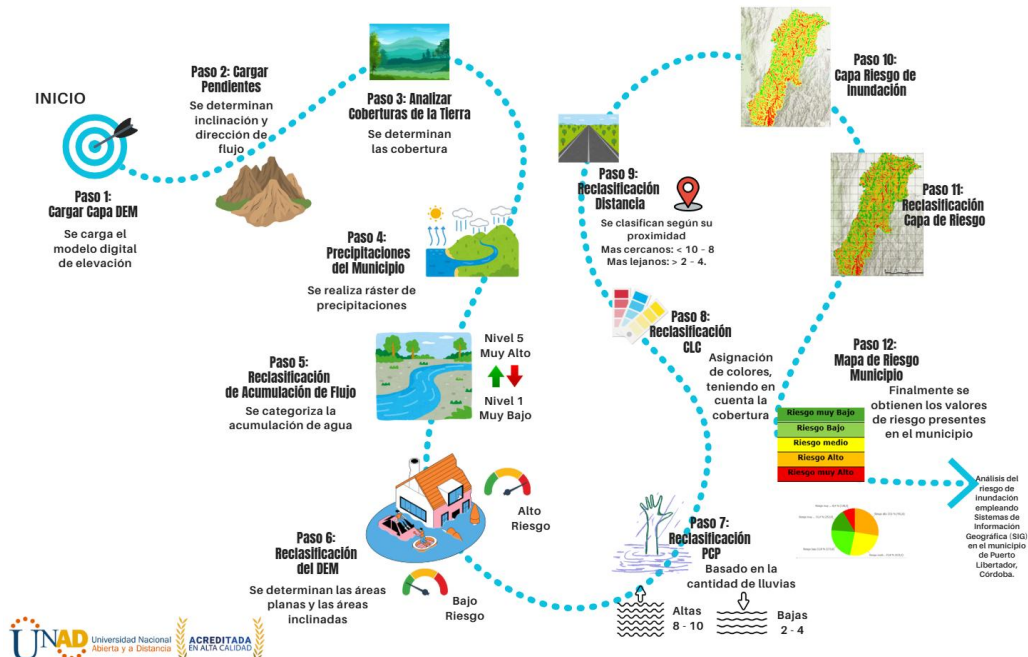 INICIO
Paso 1:
Cargar Capa DEM
Se carga el
modelo digital
de elevación
Paso 2: Cargar
Pendientes
Se determinan
inclinación y
dirección de
flujo
Paso 3: Analizar
Coberturas de la Tierra
Se determinan
las cobertura
Paso 4:
Precipitaciones
del Municipio
Se realiza ráster de
precipitaciones
Paso 5:
Reclasificación
de Acumulación de Flujo
Se categoriza la
acumulación de agua
Nivel 5
Muy Alto
Nivel 1
Muy Bajo
Paso 6:
Reclasificación
del DEM
Se determinan las áreas
planas y las áreas
inclinadas
Alto
Riesgo
Bajo
Riesgo
Paso 7:
Reclasificación
PCP
Basado en la
cantidad de lluvias
Altas
8 - 10
Bajas
2 - 4
Paso 8:
Reclasificación
CLC
Asignación
de colores,
teniendo en
cuenta la
cobertura
Paso 9:
Reclasificación
Distancia
Se clasifican según su
proximidad
Mas cercanos: < 10 - 8
Mas lejanos: > 2 - 4.
Paso 10:
Capa Riesgo de
Inundación
Paso 11:
Reclasificación
Capa de Riesgo
Paso 12:
Mapa de Riesgo
Municipio
Finalmente se
obtienen los valores
de riesgo presentes
en el municipio
Riesgo muy Bajo
Riesgo Bajo
Riesgo medio
Riesgo Alto
Riesgo muy Alto
Análisis del
riesgo de
inundación
empleando
Sistemas de
Información
Geográfica (SIG)
en el municipio
de Puerto
Libertador,
Córdoba.
UNAD
Universidad Nacional
Abierta y a Distancia
ACREDITADA
EN ALTA CALIDAD